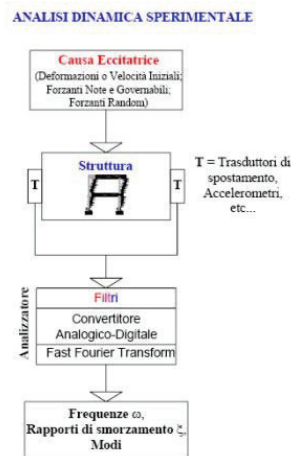 ANALISI DINAMICA SPERIMENTALE
Causa Eccitatrice
(Deformazioni o Velocità Iniziali;
Forzanti Note e Governabili;
Forzanti Random)
T
Struttura
T
T = Trasduttori di
spostamento,
Accelerometri,
etc...
Analizzatore
Filtri
Convertitore
Analogico-Digitale
Fast Fourier Transform
Frequenze ω,
Rapporti di smorzamento ξ,
Modi